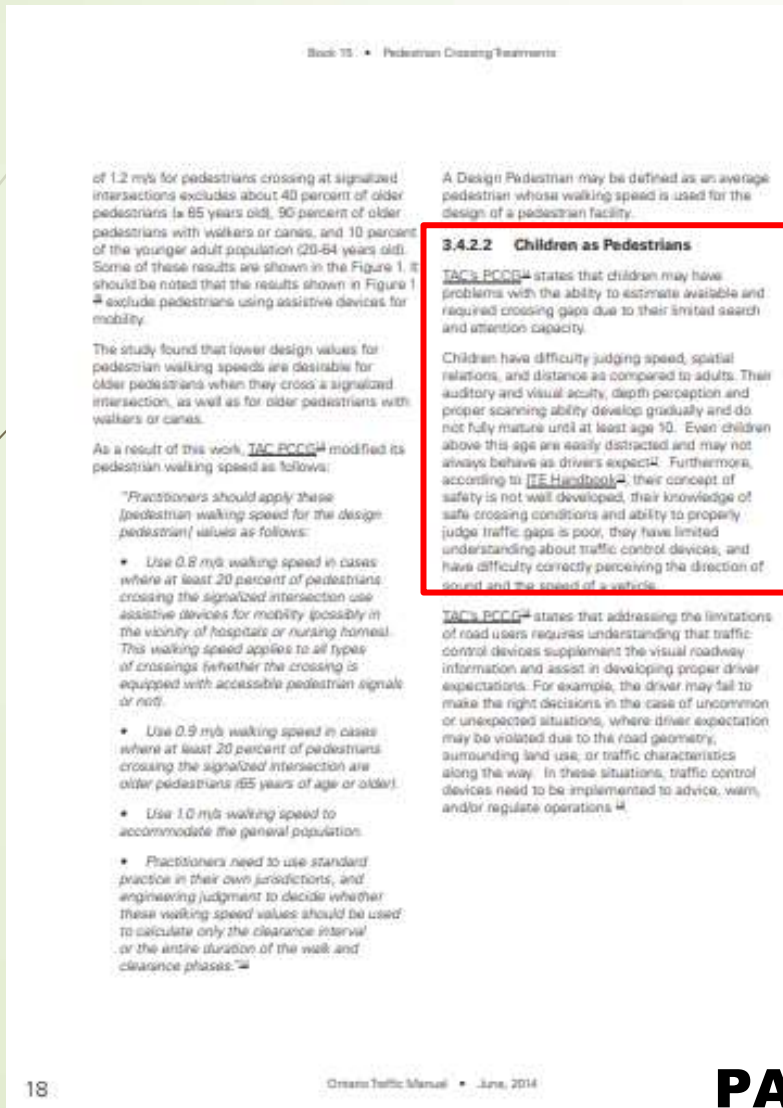 Book 15 • Pedestrian Crossing Treatments
of 1.2 m/s for pedestrians crossing at signalized
intersections excludes about 40 percent of older
pedestrians (≥ 65 years old), 90 percent of older
pedestrians with walkers or canes, and 10 percent
of the younger adult population (20-64 years old).
Some of these results are shown in the Figure 1. It
should be noted that the results shown in Figure 1
exclude pedestrians using assistive devices for
mobility.
The study found that lower design values for
pedestrian walking speeds are desirable for
older pedestrians when they cross a signalized
intersection, as well as for older pedestrians with
walkers or canes.
As a result of this work, TAC PCCG modified its
pedestrian walking speed as follows:
"Practitioners should apply these
[pedestrian walking speed for the design
pedestrian] values as follows:
• Use 0.8 m/s walking speed in cases
where at least 20 percent of pedestrians
crossing the signalized intersection use
assistive devices for mobility (possibly in
the vicinity of hospitals or nursing homes).
This walking speed applies to all types
of crossings (whether the crossing is
equipped with accessible pedestrian signals
or not).
• Use 0.9 m/s walking speed in cases
where at least 20 percent of pedestrians
crossing the signalized intersection are
older pedestrians (65 years of age or older).
• Use 1.0 m/s walking speed to
accommodate the general population.
• Practitioners need to use standard
practice in their own jurisdictions, and
engineering judgment to decide whether
these walking speed values should be used
to calculate only the clearance interval
or the entire duration of the walk and
clearance phases."
A Design Pedestrian may be defined as an average
pedestrian whose walking speed is used for the
design of a pedestrian facility.
3.4.2.2 Children as Pedestrians
TAC's PCCG states that children may have
problems with the ability to estimate available and
required crossing gaps due to their limited search
and attention capacity.
Children have difficulty judging speed, spatial
relations, and distance as compared to adults. Their
auditory and visual acuity, depth perception and
proper scanning ability develop gradually and do
not fully mature until at least age 10. Even children
above this age are easily distracted and may not
always behave as drivers expect. Furthermore,
according to ITE Handbook, their concept of
safety is not well developed, their knowledge of
safe crossing conditions and ability to properly
judge traffic gaps is poor, they have limited
understanding about traffic control devices, and
have difficulty correctly perceiving the direction of
sound and the speed of a vehicle.
TAC's PCCG states that addressing the limitations
of road users requires understanding that traffic
control devices supplement the visual roadway
information and assist in developing proper driver
expectations. For example, the driver may fail to
make the right decisions in the case of uncommon
or unexpected situations, where driver expectation
may be violated due to the road geometry,
surrounding land use, or traffic characteristics
along the way. In these situations, traffic control
devices need to be implemented to advice, warn,
and/or regulate operations.
18
Ontario Traffic Manual • June, 2014
PA